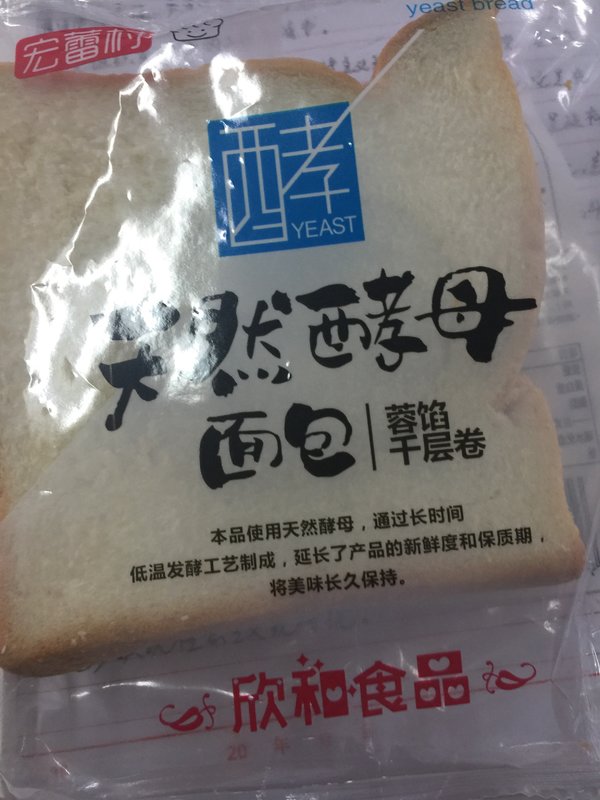 yeast bread
宏蕾村
酵
YEAST
天然酵母
面包
蓉馅
千层卷
本品使用天然酵母，通过长时间
低温发酵工艺制成，延长了产品的新鲜度和保质期，
将美味长久保持。
欣和食品
20 年